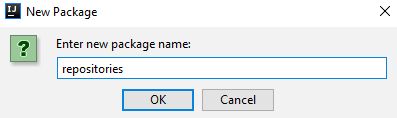 New Package
Enter new package name:
repositories
OK
Cancel